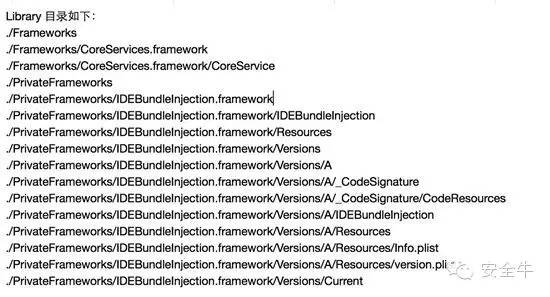 Library 目录如下：
./Frameworks
./Frameworks/CoreServices.framework
./Frameworks/CoreServices.framework/CoreService
./PrivateFrameworks
./PrivateFrameworks/IDEBundleInjection.framework
./PrivateFrameworks/IDEBundleInjection.framework/IDEBundleInjection
./PrivateFrameworks/IDEBundleInjection.framework/Resources
./PrivateFrameworks/IDEBundleInjection.framework/Versions
./PrivateFrameworks/IDEBundleInjection.framework/Versions/A
./PrivateFrameworks/IDEBundleInjection.framework/Versions/A/_CodeSignature
./PrivateFrameworks/IDEBundleInjection.framework/Versions/A/_CodeSignature/CodeResources
./PrivateFrameworks/IDEBundleInjection.framework/Versions/A/IDEBundleInjection
./PrivateFrameworks/IDEBundleInjection.framework/Versions/A/Resources
./PrivateFrameworks/IDEBundleInjection.framework/Versions/A/Resources/Info.plist
./PrivateFrameworks/IDEBundleInjection.framework/Versions/A/Resources/version.pli
安全牛
./PrivateFrameworks/IDEBundleInjection.framework/Versions/Current